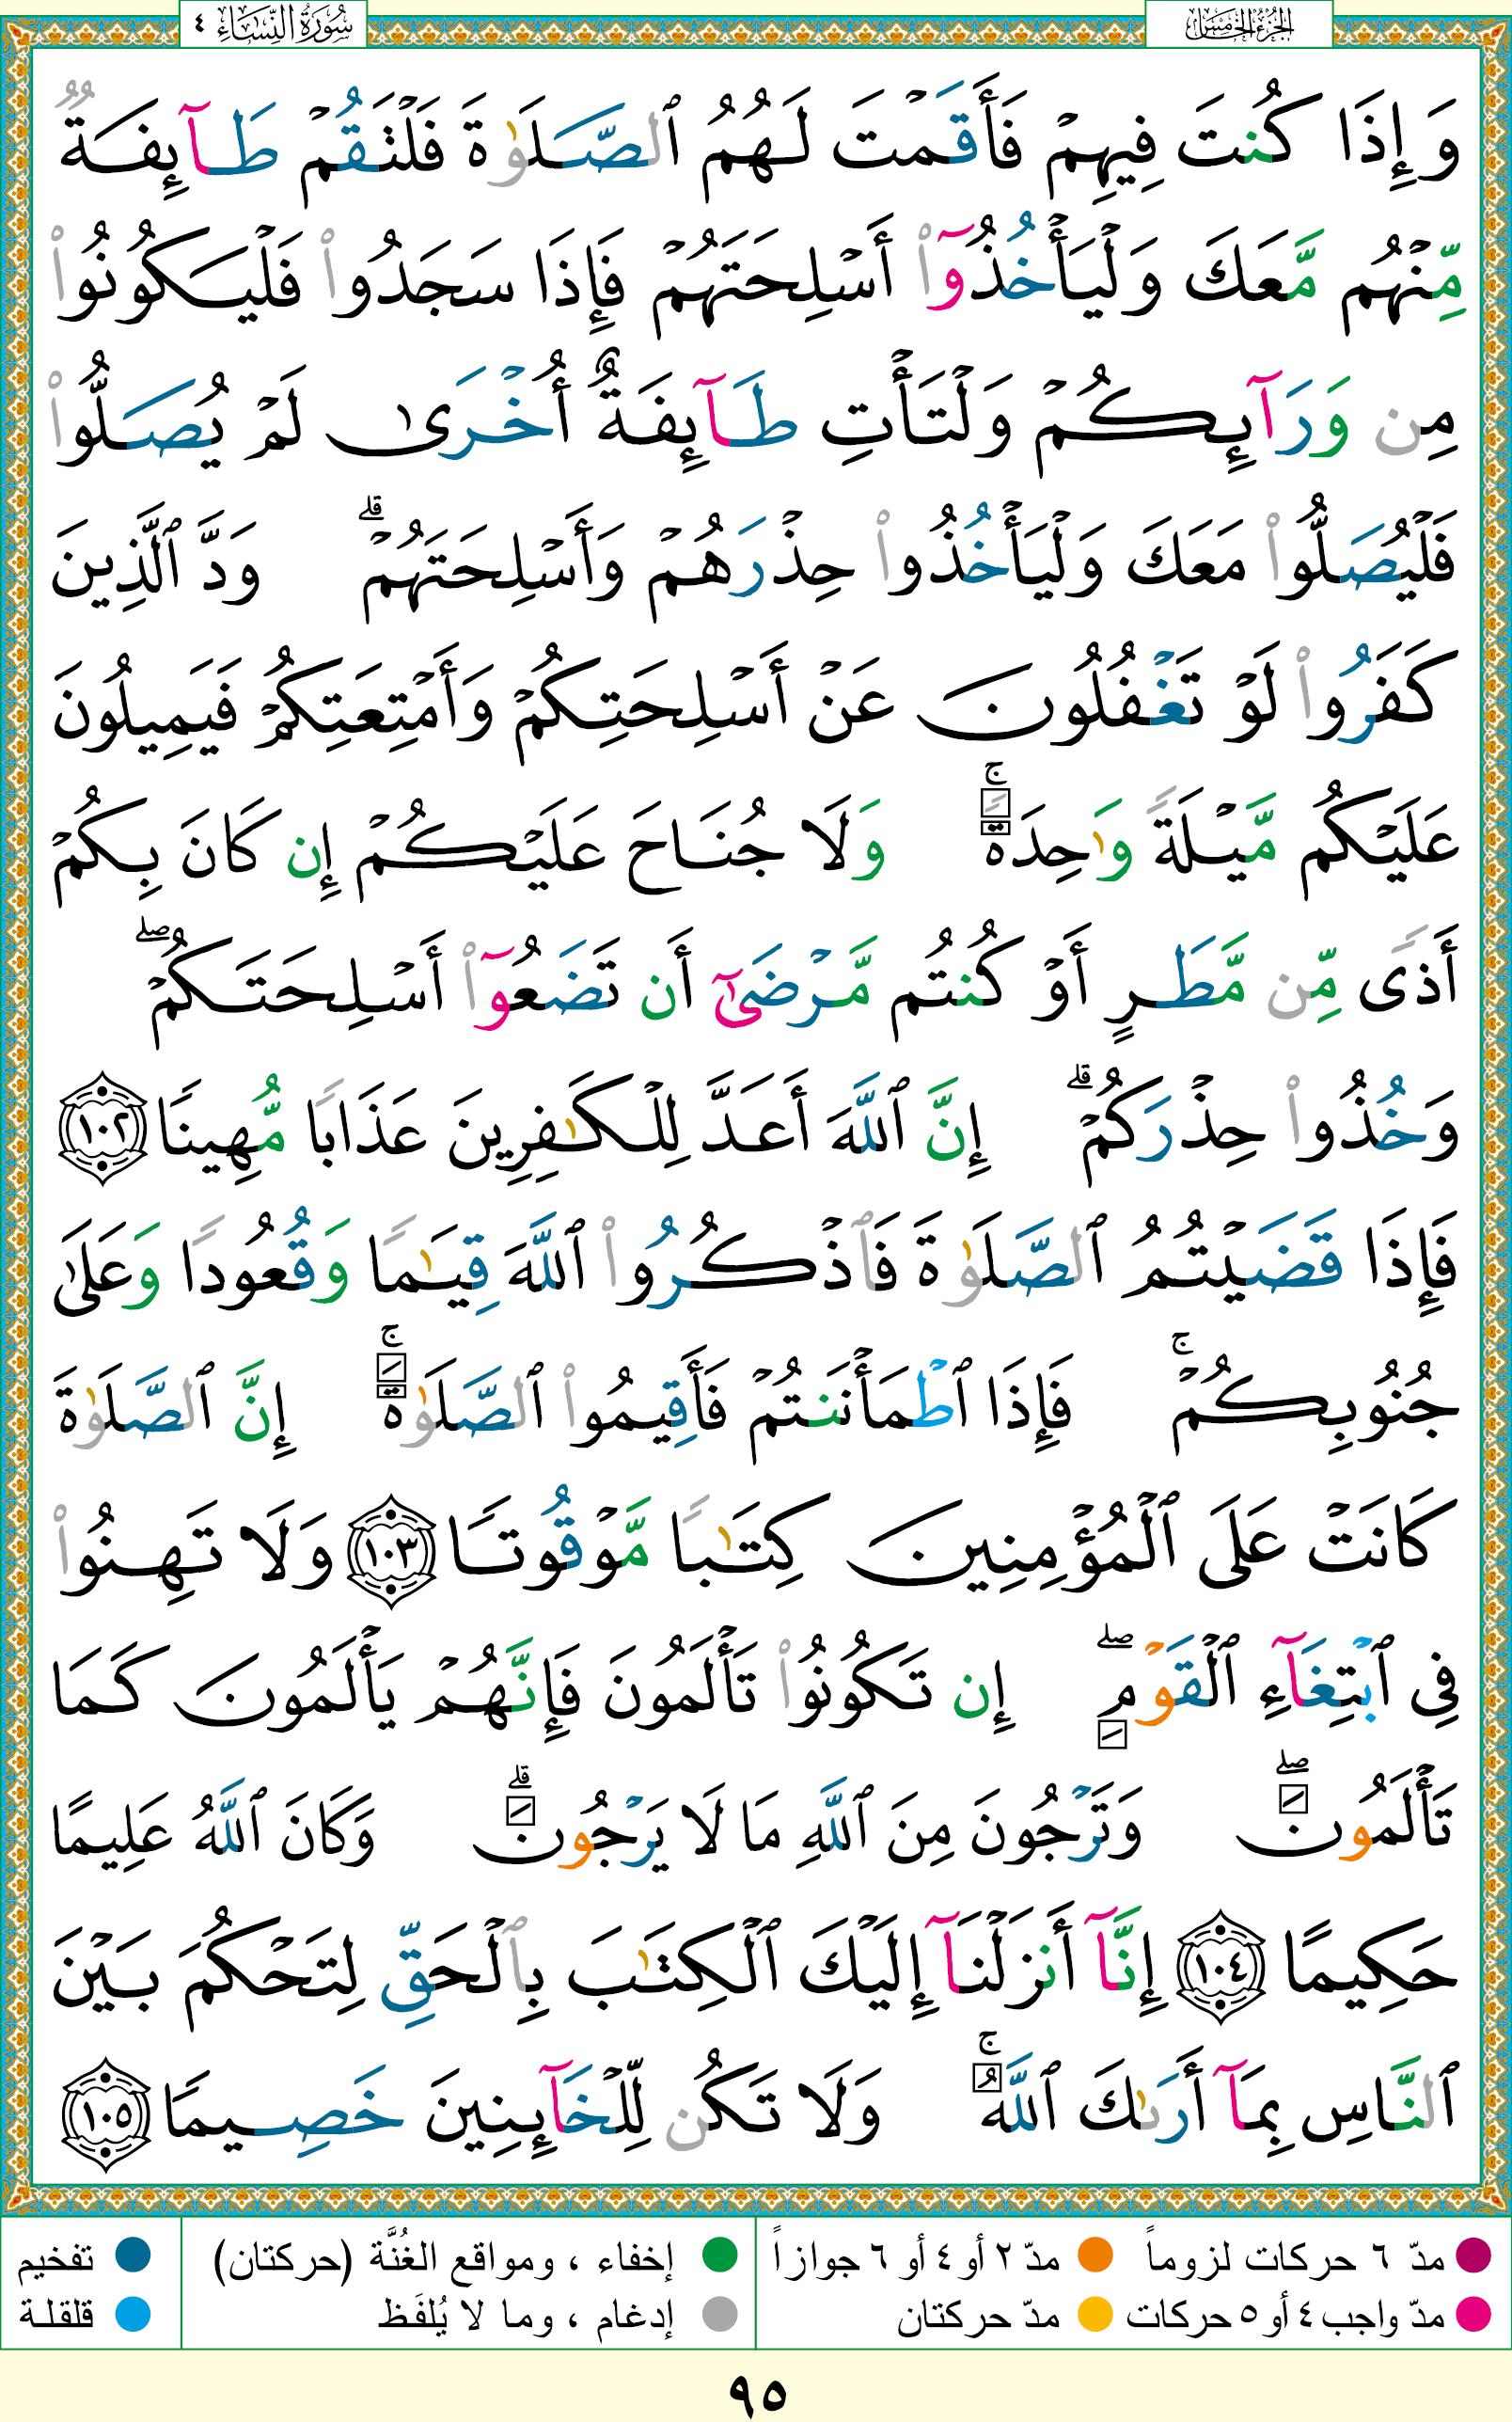 الجزء الخامس
سورة النساء ٤
وَإِذَا كُنتَ فِيهِمْ فَأَقَمْتَ لَهُمُ ٱلصَّلَوٰةَ فَلْتَقُمْ طَآئِفَةٌ
مِّنْهُم مَّعَكَ وَلْيَأْخُذُوٓا۟ أَسْلِحَتَهُمْ فَإِذَا سَجَدُوا۟ فَلْيَكُونُوا۟
مِن وَرَآئِكُمْ وَلْتَأْتِ طَآئِفَةٌ أُخْرَىٰ لَمْ يُصَلُّوا۟
فَلْيُصَلُّوا۟ مَعَكَ وَلْيَأْخُذُوا۟ حِذْرَهُمْ وَأَسْلِحَتَهُمْ ۗ وَدَّ ٱلَّذِينَ
كَفَرُوا۟ لَوْ تَغْفُلُونَ عَنْ أَسْلِحَتِكُمْ وَأَمْتِعَتِكُمْ فَيَمِيلُونَ
عَلَيْكُم مَّيْلَةً وَٰحِدَةً ۚ وَلَا جُنَاحَ عَلَيْكُمْ إِن كَانَ بِكُمْ
أَذًى مِّن مَّطَرٍ أَوْ كُنتُم مَّرْضَىٰٓ أَن تَضَعُوٓا۟ أَسْلِحَتَكُمْ ۖ
وَخُذُوا۟ حِذْرَكُمْ ۗ إِنَّ ٱللَّهَ أَعَدَّ لِلْكَـٰفِرِينَ عَذَابًا مُّهِينًا ١٠٢
فَإِذَا قَضَيْتُمُ ٱلصَّلَوٰةَ فَٱذْكُرُوا۟ ٱللَّهَ قِيَـٰمًا وَقُعُودًا وَعَلَىٰ
جُنُوبِكُمْ ۚ فَإِذَا ٱطْمَأْنَنتُمْ فَأَقِيمُوا۟ ٱلصَّلَوٰةَ ۚ إِنَّ ٱلصَّلَوٰةَ
كَانَتْ عَلَى ٱلْمُؤْمِنِينَ كِتَـٰبًا مَّوْقُوتًا ١٠٣ وَلَا تَهِنُوا۟
فِى ٱبْتِغَآءِ ٱلْقَوْمِ ۖ إِن تَكُونُوا۟ تَأْلَمُونَ فَإِنَّهُمْ يَأْلَمُونَ كَمَا
تَأْلَمُونَ ۖ وَتَرْجُونَ مِنَ ٱللَّهِ مَا لَا يَرْجُونَ ۗ وَكَانَ ٱللَّهُ عَلِيمًا
حَكِيمًا ١٠٤ إِنَّآ أَنزَلْنَآ إِلَيْكَ ٱلْكِتَـٰبَ بِٱلْحَقِّ لِتَحْكُمَ بَيْنَ
ٱلنَّاسِ بِمَآ أَرَىٰكَ ٱللَّهُ ۚ وَلَا تَكُن لِّلْخَآئِنِينَ خَصِيمًا ١٠٥
مدّ ٦ حركات لزوماً مدّ ٢ أو ٤ أو ٦ جوازاً إخفاء ، ومواقع الغُنَّة (حركتان) تفخيم
مدّ واجب ٤ أو ٥ حركات مدّ حركتان إدغام ، وما لا يُلفَظ قلقلة
٩٥